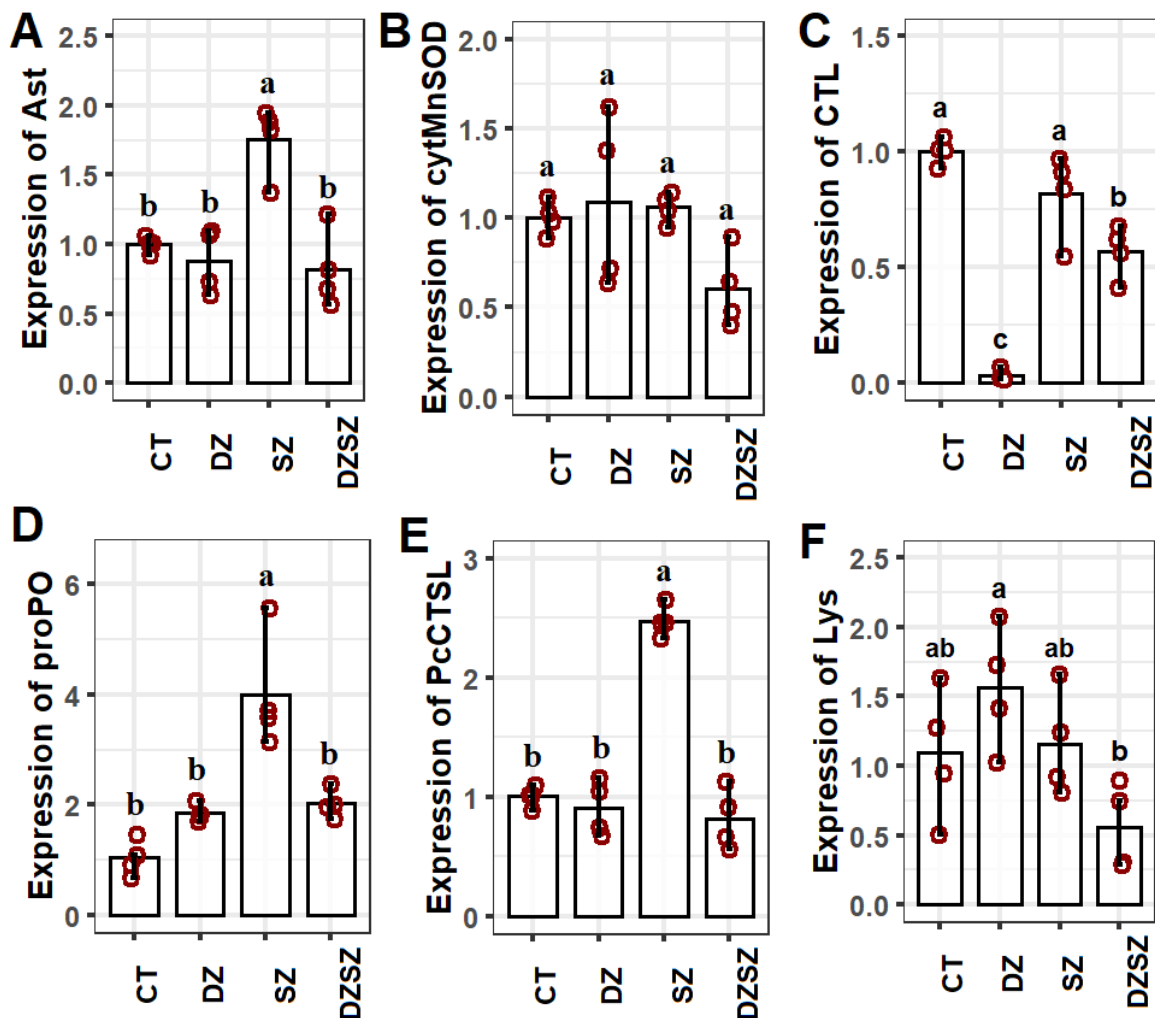 A
Expression of Ast
2.5
2.0
1.5
1.0
0.5
0.0
b
b
a
b
CT
DZ
SZ
DZSZ
B
Expression of cytMnSOD
2.0
1.5
1.0
0.5
0.0
a
a
a
a
CT
DZ
SZ
DZSZ
C
Expression of CTL
1.5
1.0
0.5
0.0
a
c
a
b
CT
DZ
SZ
DZSZ
D
Expression of proPO
6
4
2
0
b
b
a
b
CT
DZ
SZ
DZSZ
E
Expression of PcCTSL
3
2
1
0
b
b
a
b
CT
DZ
SZ
DZSZ
F
Expression of Lys
2.5
2.0
1.5
1.0
0.5
0.0
ab
a
ab
b
CT
DZ
SZ
DZSZ